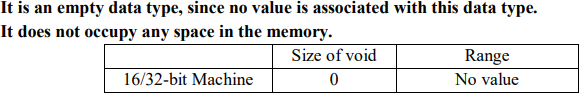 It is an empty data type, since no value is associated with this data type.
It does not occupy any space in the memory.
Size of void Range
16/32-bit Machine 0 No value